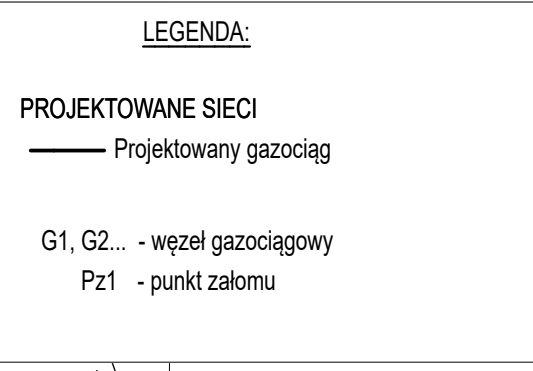 LEGENDA:
PROJEKTOWANE SIECI
Projektowany gazociąg
G1, G2... - węzeł gazociągowy
Pz1 - punkt załomu